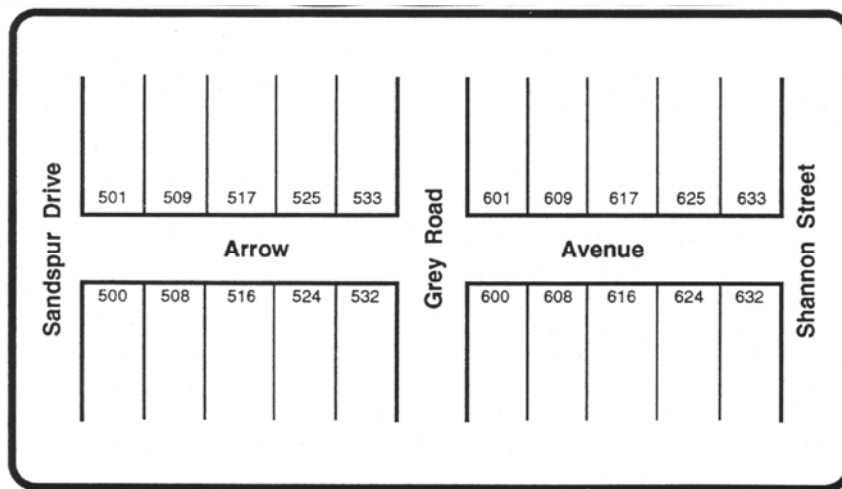 Sandspur Drive
501 509 517 525 533
Arrow
500 508 516 524 532
Grey Road
601 609 617 625 633
Avenue
600 608 616 624 632
Shannon Street